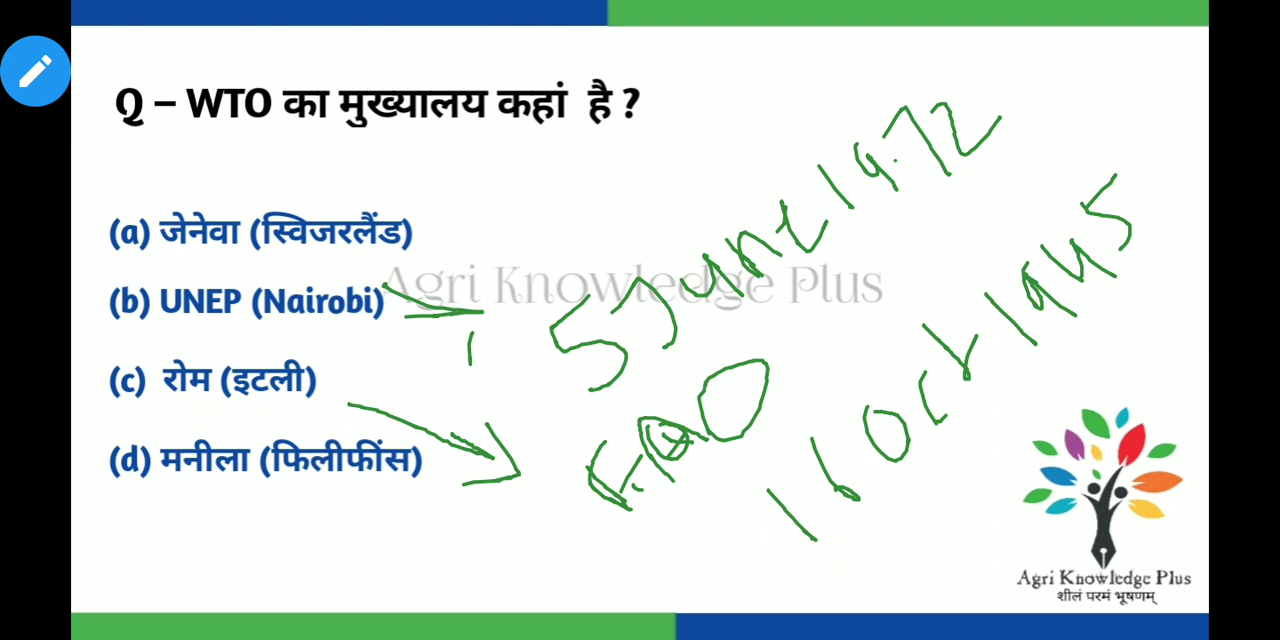 Q – WTO का मुख्यालय कहां है ?
5 June 1972
(a) जेनेवा (स्विजरलैंड)
Agri Knowledge Plus
(b) UNEP (Nairobi)
16 Oct 1945
(c) रोम (इटली)
FAO
(d) मनीला (फिलीफींस)
Agri Knowledge Plus
शीलं परमं भूषणम्